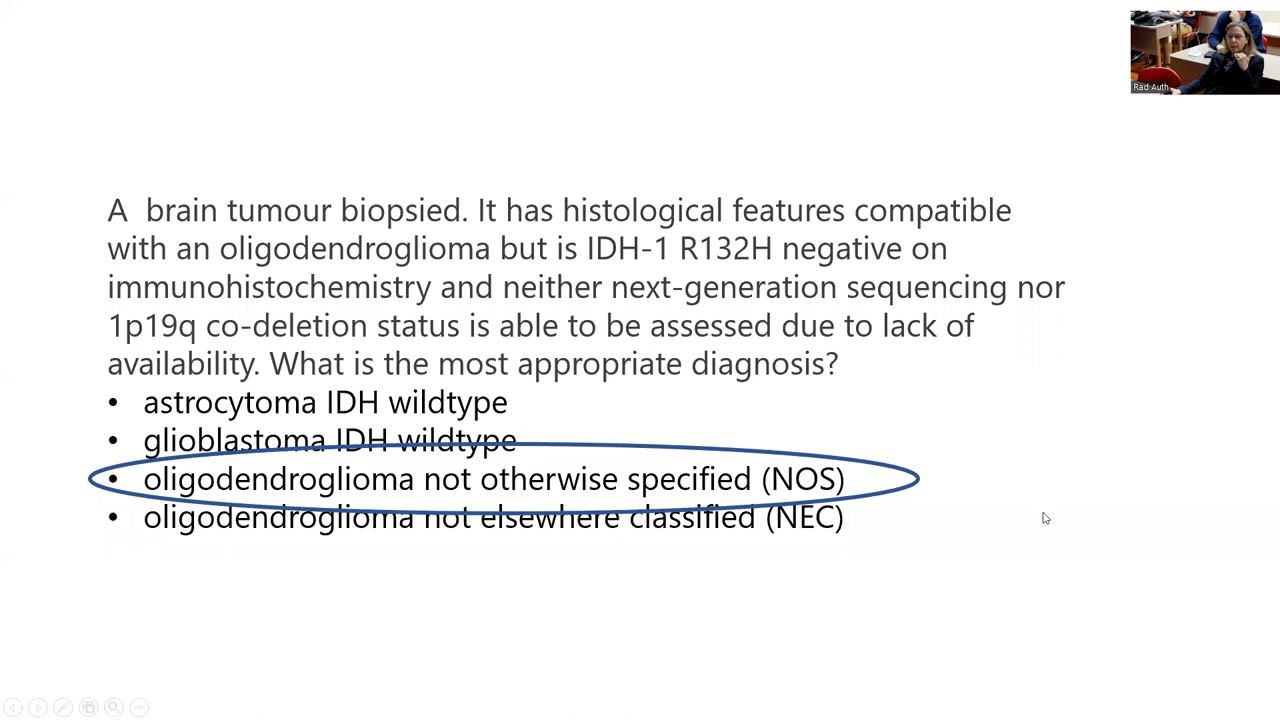 Rad Auth
A brain tumour biopsied. It has histological features compatible
with an oligodendroglioma but is IDH-1 R132H negative on
immunohistochemistry and neither next-generation sequencing nor
1p19q co-deletion status is able to be assessed due to lack of
availability. What is the most appropriate diagnosis?
• astrocytoma IDH wildtype
• glioblastoma IDH wildtype
• oligodendroglioma not otherwise specified (NOS)
• oligodendroglioma not elsewhere classified (NEC)